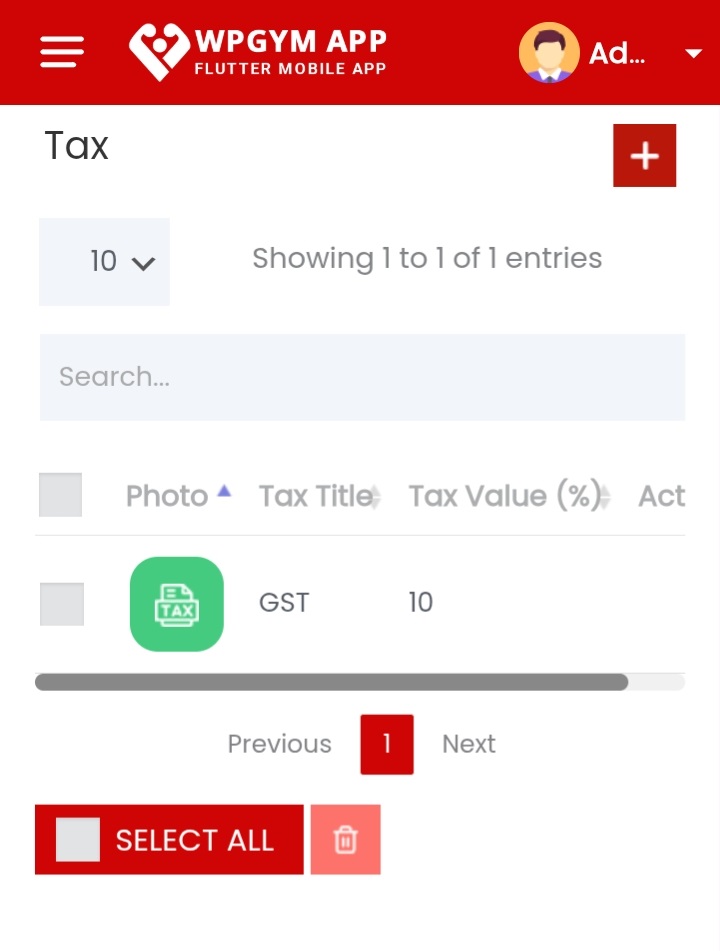 WPGYM APP
FLUTTER MOBILE APP
Ad...
Tax
10
Showing 1 to 1 of 1 entries
Search...
Photo Tax Title Tax Value (%) Act
TAX
GST 10
Previous 1 Next
SELECT ALL